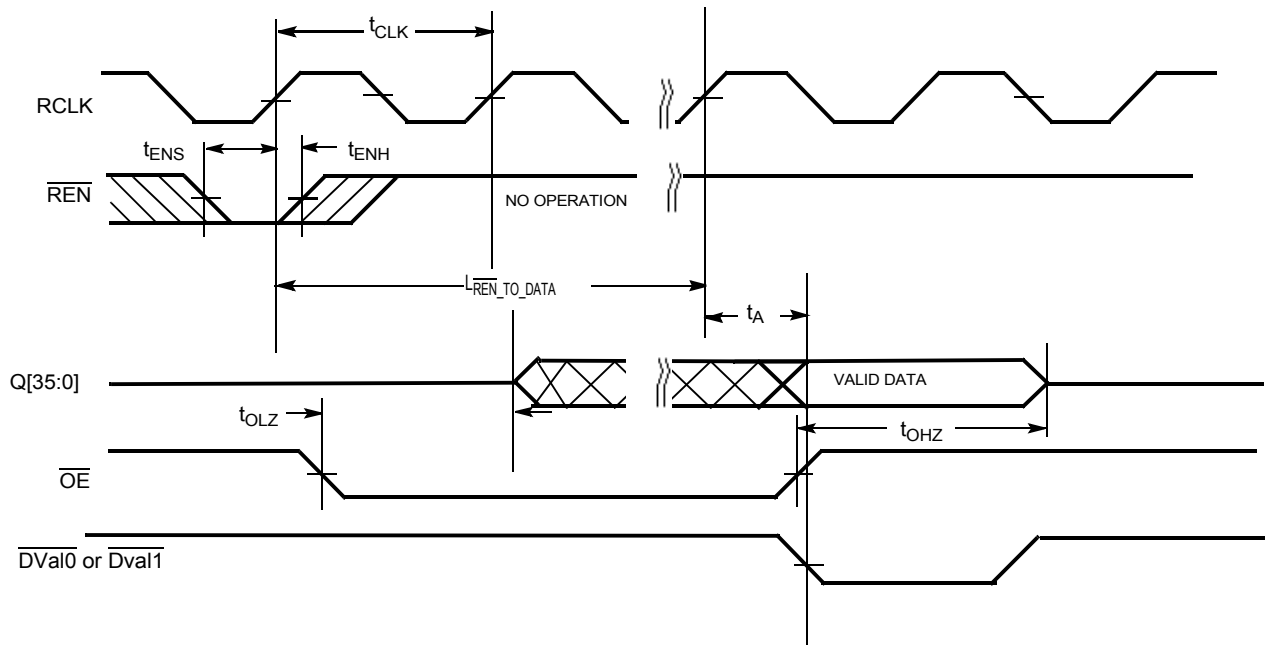 tCLK
RCLK
tENS
tENH
REN
NO OPERATION
LREN_TO_DATA
tA
Q[35:0]
VALID DATA
tOLZ
tOHZ
OE
DVal0 or Dval1